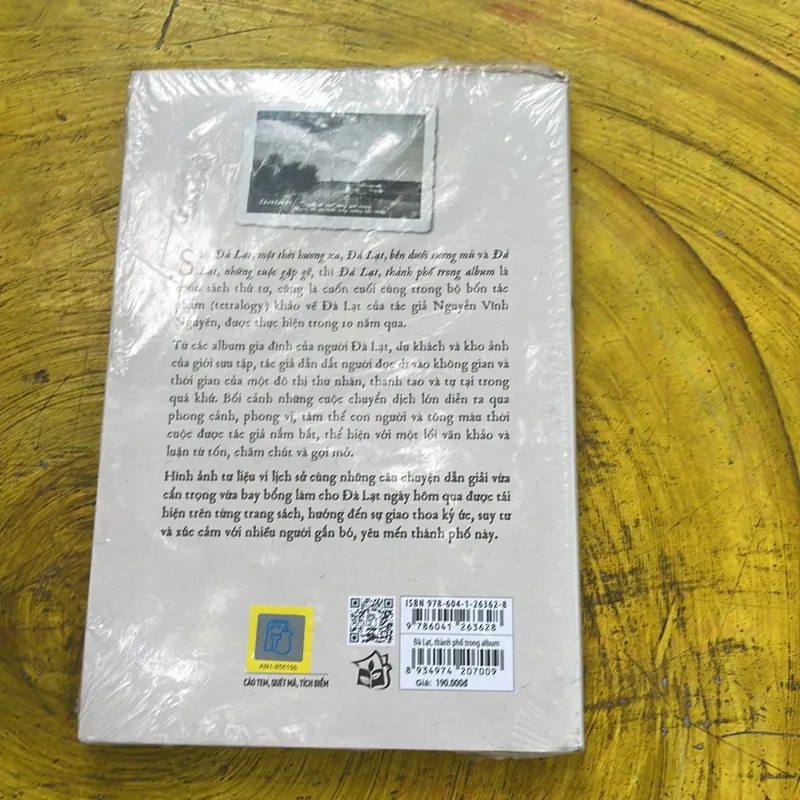 Sau Đà Lạt, một thời hương xa, Đà Lạt, bên dưới sương mù và Đà
Lạt, những cuộc gặp gỡ, thì Đà Lạt, thành phố trong album là
cuốn sách thứ tư, cũng là cuốn cuối cùng trong bộ bốn tác
phẩm (tetralogy) khảo về Đà Lạt của tác giả Nguyễn Vĩnh
Nguyên, được thực hiện trong 10 năm qua.
Từ các album gia đình của người Đà Lạt, du khách và kho ảnh
của giới sưu tập, tác giả dẫn dắt người đọc đi vào không gian và
thời gian của một đô thị thư nhàn, thanh tao và tự tại trong
quá khứ. Bối cảnh những cuộc chuyển dịch lớn diễn ra qua
phong cảnh, phong vị, tâm thế con người và tông màu thời
cuộc được tác giả nắm bắt, thể hiện với một lối văn khảo và
luận từ tốn, chăm chút và gợi mở.
Hình ảnh tư liệu vi lịch sử cùng những câu chuyện dẫn giải vừa
cẩn trọng vừa bay bổng làm cho Đà Lạt ngày hôm qua được tái
hiện trên từng trang sách, hướng đến sự giao thoa ký ức, suy tư
và xúc cảm với nhiều người gắn bó, yêu mến thành phố này.
ISBN 978-604-1-26362-8
9 786041 263628
Đà Lạt, thành phố trong album
8 934974 207009
Giá: 190.000đ
CÀO TEM, QUÉT MÃ, TÍCH ĐIỂM